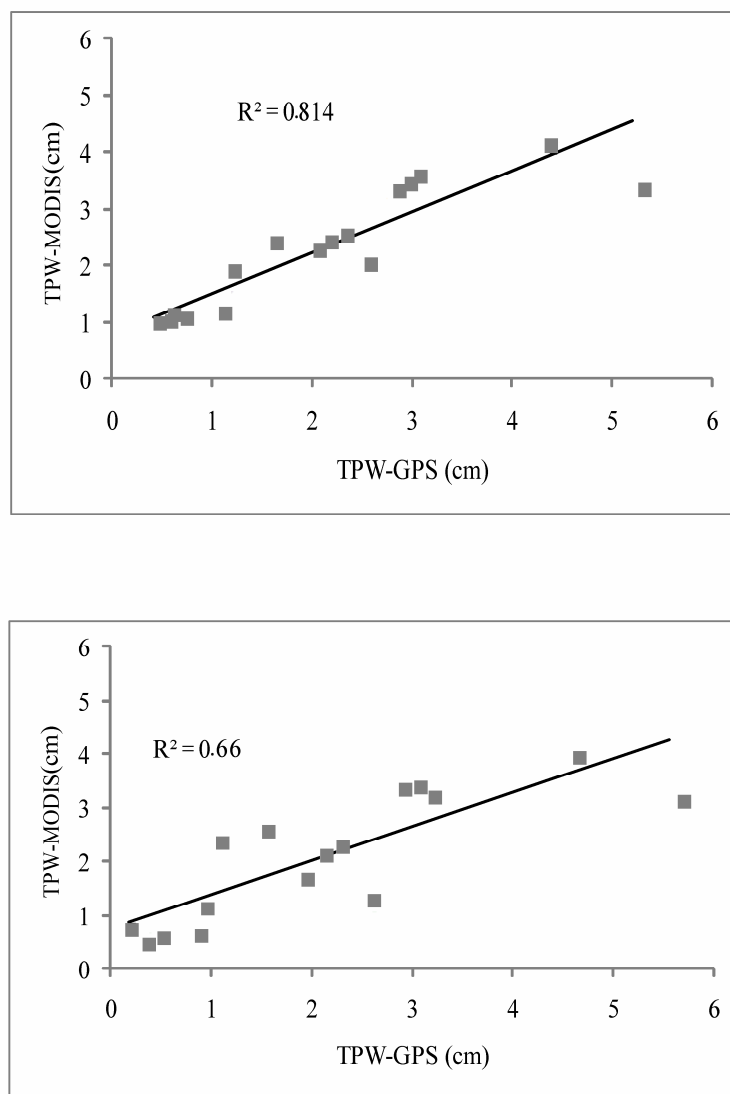 6
5
R² = 0.814
4
3
2
1
0
TPW-MODIS(cm)
0 1 2 3 4 5 6
TPW-GPS (cm)
6
5
R² = 0.66
4
3
2
1
0
TPW-MODIS(cm)
0 1 2 3 4 5 6
TPW-GPS (cm)